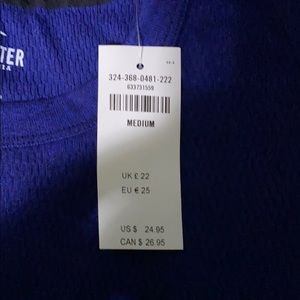 TER
324-368-0481-222
633731559
MEDIUM
UK £ 22
EU € 25
US $ 24.95
CAN $ 26.95